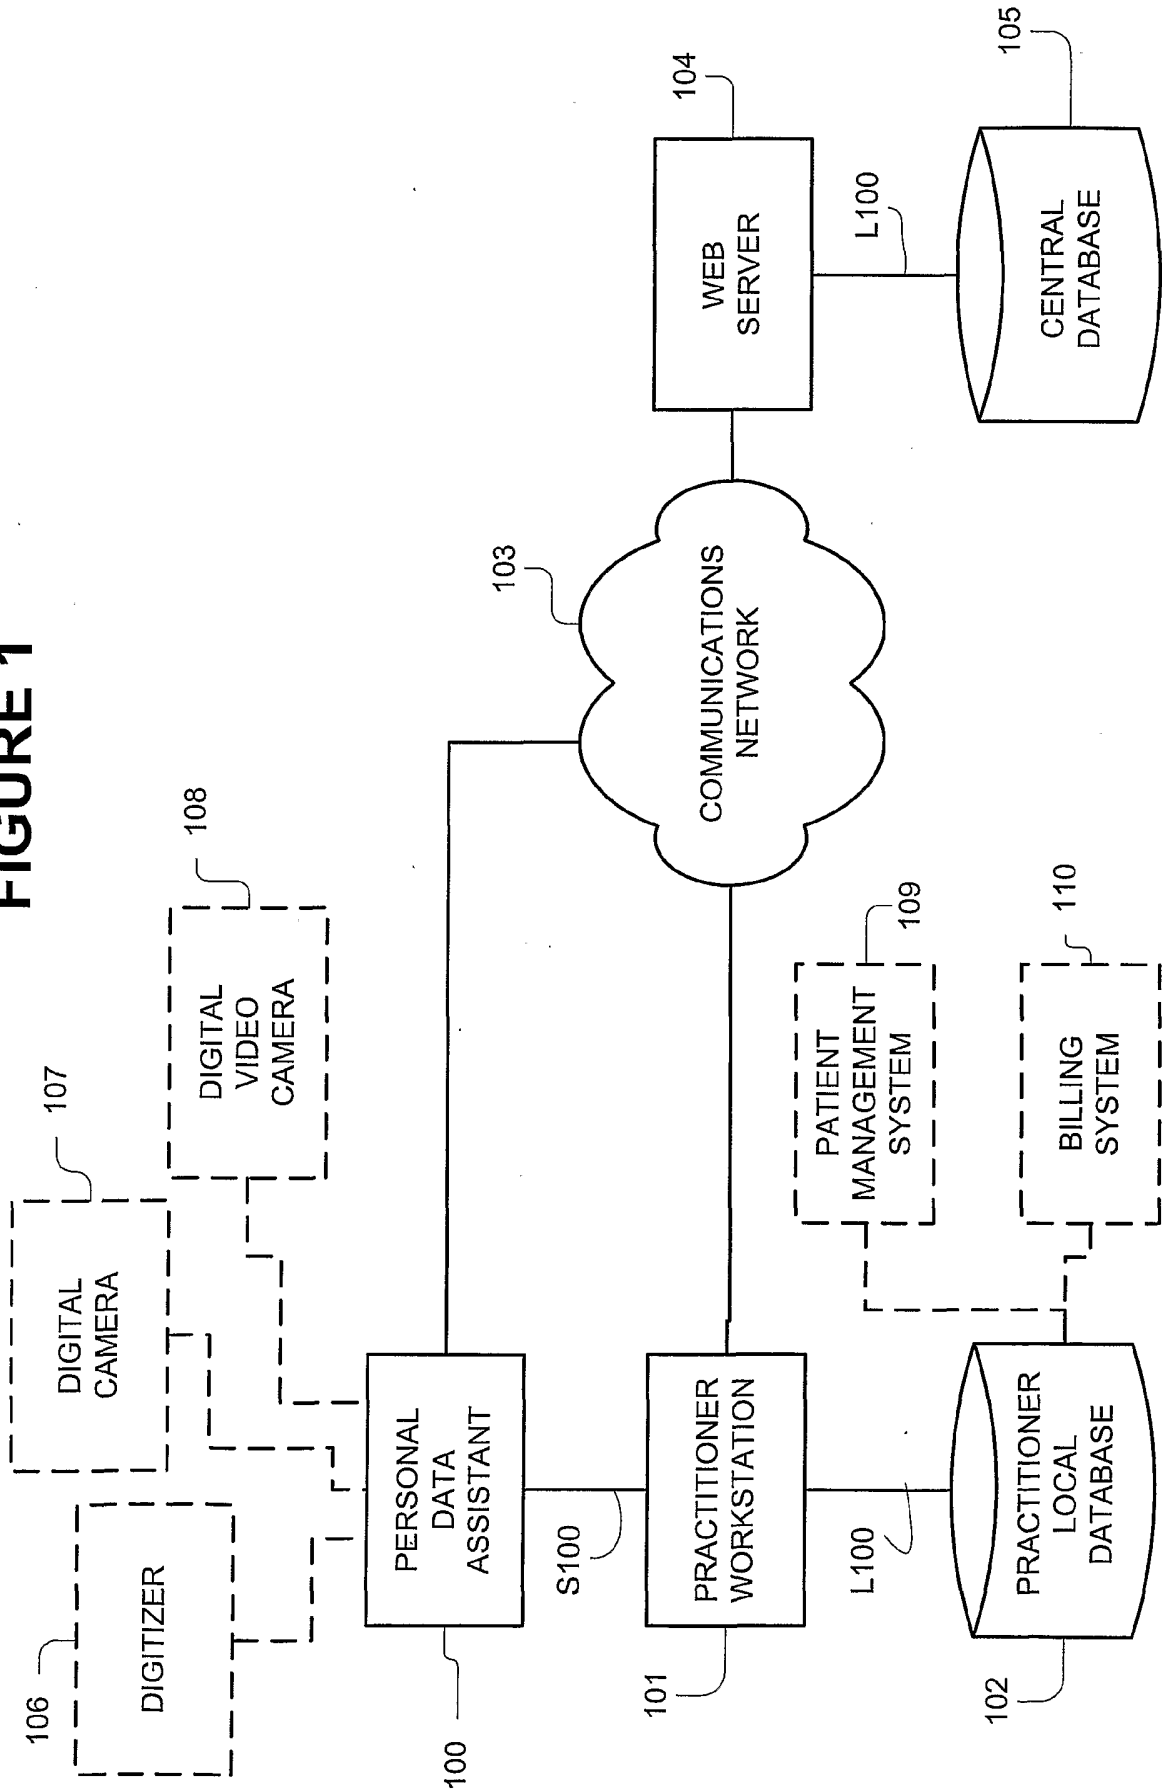 FIGURE 1
106
DIGITIZER
107
DIGITAL
CAMERA
108
DIGITAL
VIDEO
CAMERA
100
PERSONAL
DATA
ASSISTANT
S100
101
PRACTITIONER
WORKSTATION
L100
102
PRACTITIONER
LOCAL
DATABASE
109
PATIENT
MANAGEMENT
SYSTEM
110
BILLING
SYSTEM
103
COMMUNICATIONS
NETWORK
104
WEB
SERVER
L100
105
CENTRAL
DATABASE